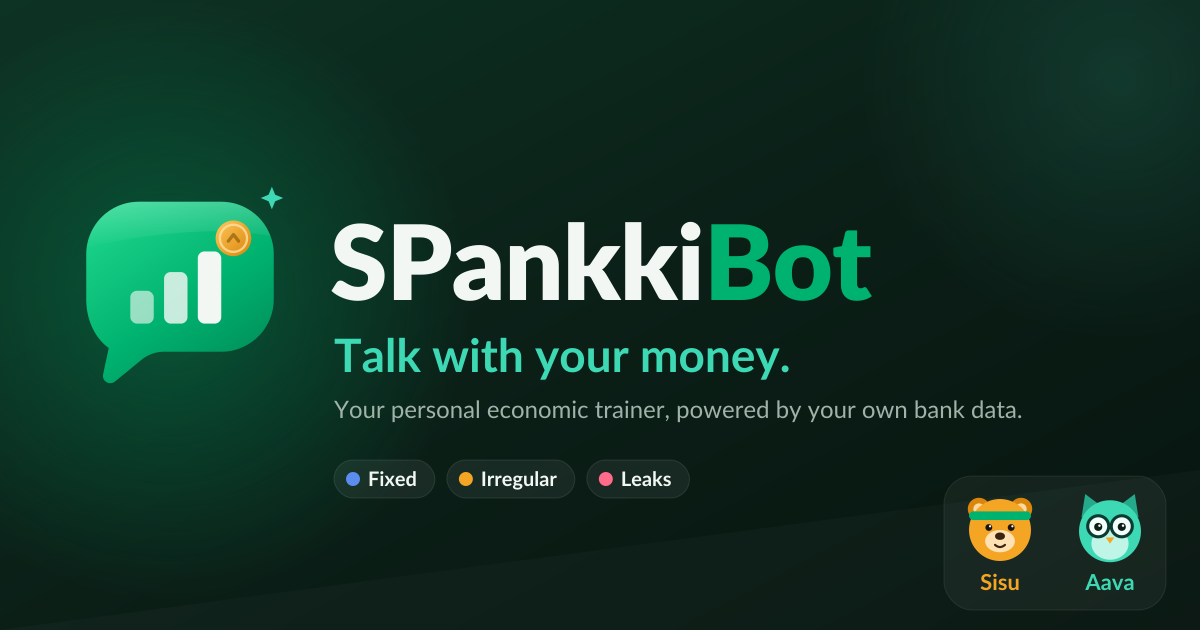 SPankkiBot
Talk with your money.
Your personal economic trainer, powered by your own bank data.
Fixed
Irregular
Leaks
Sisu
Aava